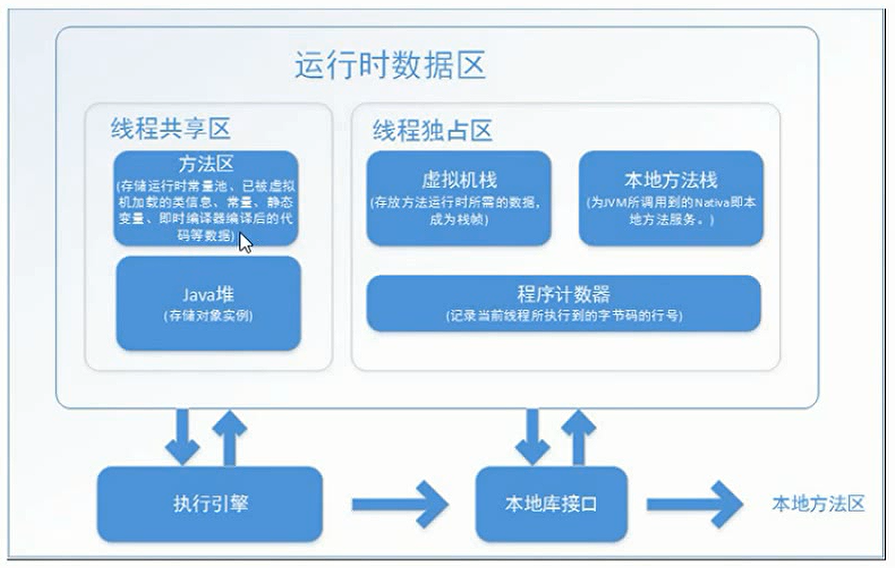 运行时数据区
线程共享区
方法区
(存储运行时常量池、已被虚拟
机加载的类信息、常量、静态
变量、即时编译器编译后的代
码等数据)
Java堆
(存储对象实例)
线程独占区
虚拟机栈
(存放方法运行时所需的数据，
成为栈帧)
本地方法栈
(为JVM所调用到的Nativa即本
地方法服务。)
程序计数器
(记录当前线程所执行到的字节码的行号)
执行引擎
本地库接口
本地方法区